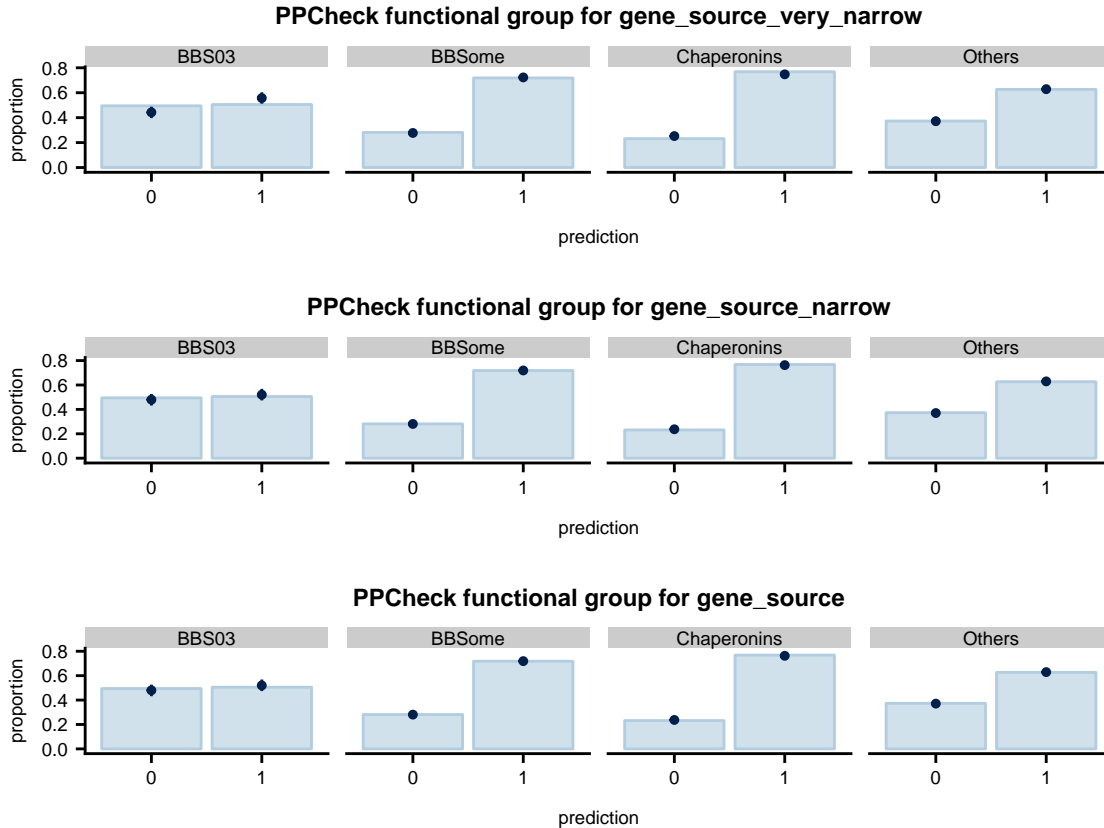 PPCheck functional group for gene_source_very_narrow
BBS03 BBSome Chaperonins Others
0.8
0.6
0.4
0.2
0.0
proportion
0 1 0 1 0 1 0 1
prediction
PPCheck functional group for gene_source_narrow
BBS03 BBSome Chaperonins Others
0.8
0.6
0.4
0.2
0.0
proportion
0 1 0 1 0 1 0 1
prediction
PPCheck functional group for gene_source
BBS03 BBSome Chaperonins Others
0.8
0.6
0.4
0.2
0.0
proportion
0 1 0 1 0 1 0 1
prediction